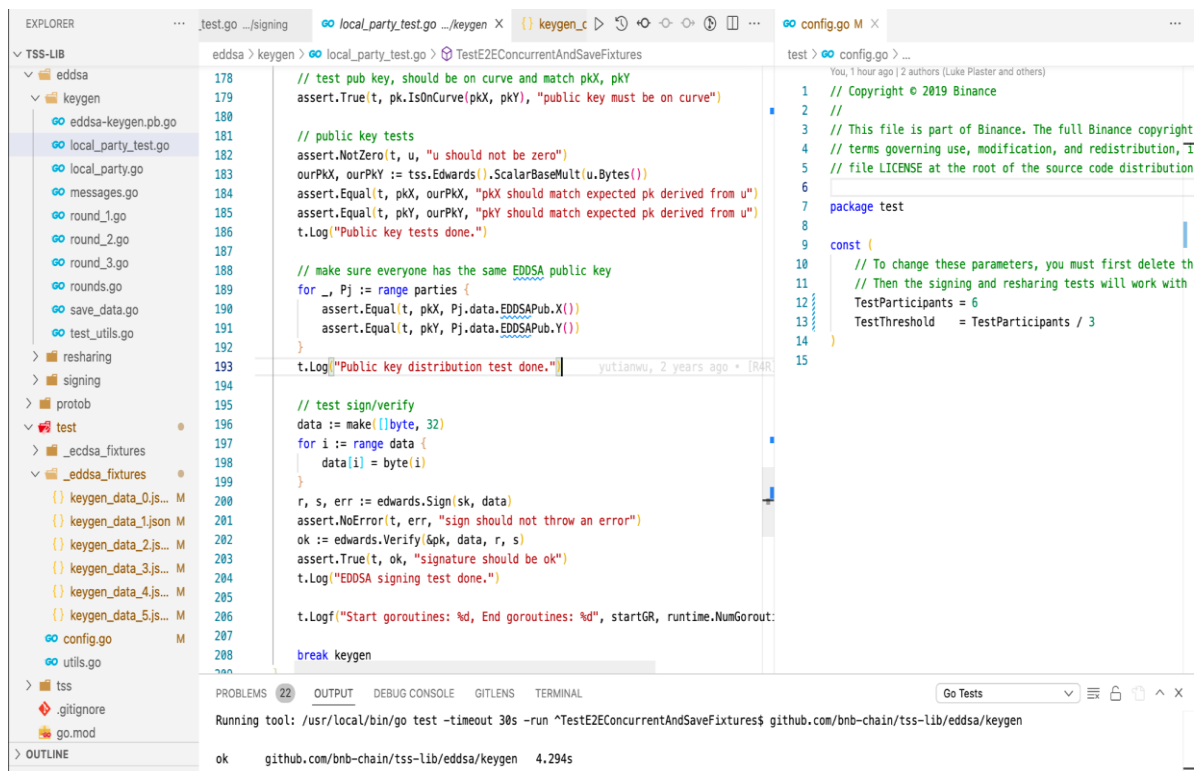 EXPLORER
TSS-LIB
eddsa
keygen
eddsa-keygen.pb.go
local_party_test.go
local_party.go
messages.go
round_1.go
round_2.go
round_3.go
rounds.go
save_data.go
test_utils.go
resharing
signing
protob
test
_ecdsa_fixtures
_eddsa_fixtures
keygen_data_0.js... M
keygen_data_1.json M
keygen_data_2.js... M
keygen_data_3.js... M
keygen_data_4.js... M
keygen_data_5.js... M
config.go M
utils.go
tss
.gitignore
go.mod
OUTLINE
_test.go .../signing
local_party_test.go .../keygen
keygen_d
eddsa > keygen > local_party_test.go > TestE2EConcurrentAndSaveFixtures
178 // test pub key, should be on curve and match pkX, pkY
179 assert.True(t, pk.IsOnCurve(pkX, pkY), "public key must be on curve")
180
181 // public key tests
182 assert.NotZero(t, u, "u should not be zero")
183 ourPkX, ourPkY := tss.Edwards().ScalarBaseMult(u.Bytes())
184 assert.Equal(t, pkX, ourPkX, "pkX should match expected pk derived from u")
185 assert.Equal(t, pkY, ourPkY, "pkY should match expected pk derived from u")
186 t.Log("Public key tests done.")
187
188 // make sure everyone has the same EDDSA public key
189 for _, Pj := range parties {
190 assert.Equal(t, pkX, Pj.data.EDDSAPub.X())
191 assert.Equal(t, pkY, Pj.data.EDDSAPub.Y())
192 }
193 t.Log("Public key distribution test done.") yutianwu, 2 years ago • [R4R
194
195 // test sign/verify
196 data := make([]byte, 32)
197 for i := range data {
198 data[i] = byte(i)
199 }
200 r, s, err := edwards.Sign(sk, data)
201 assert.NoError(t, err, "sign should not throw an error")
202 ok := edwards.Verify(&pk, data, r, s)
203 assert.True(t, ok, "signature should be ok")
204 t.Log("EDDSA signing test done.")
205
206 t.Logf("Start goroutines: %d, End goroutines: %d", startGR, runtime.NumGorouti
207
208 break keygen
config.go M
test > config.go > ...
You, 1 hour ago | 2 authors (Luke Plaster and others)
1 // Copyright © 2019 Binance
2 //
3 // This file is part of Binance. The full Binance copyright
4 // terms governing use, modification, and redistribution, i
5 // file LICENSE at the root of the source code distribution
6
7 package test
8
9 const (
10 // To change these parameters, you must first delete th
11 // Then the signing and resharing tests will work with
12 TestParticipants = 6
13 TestThreshold = TestParticipants / 3
14 )
15
PROBLEMS 22 OUTPUT DEBUG CONSOLE GITLENS TERMINAL
Go Tests
Running tool: /usr/local/bin/go test -timeout 30s -run ^TestE2EConcurrentAndSaveFixtures$ github.com/bnb-chain/tss-lib/eddsa/keygen
ok github.com/bnb-chain/tss-lib/eddsa/keygen 4.294s